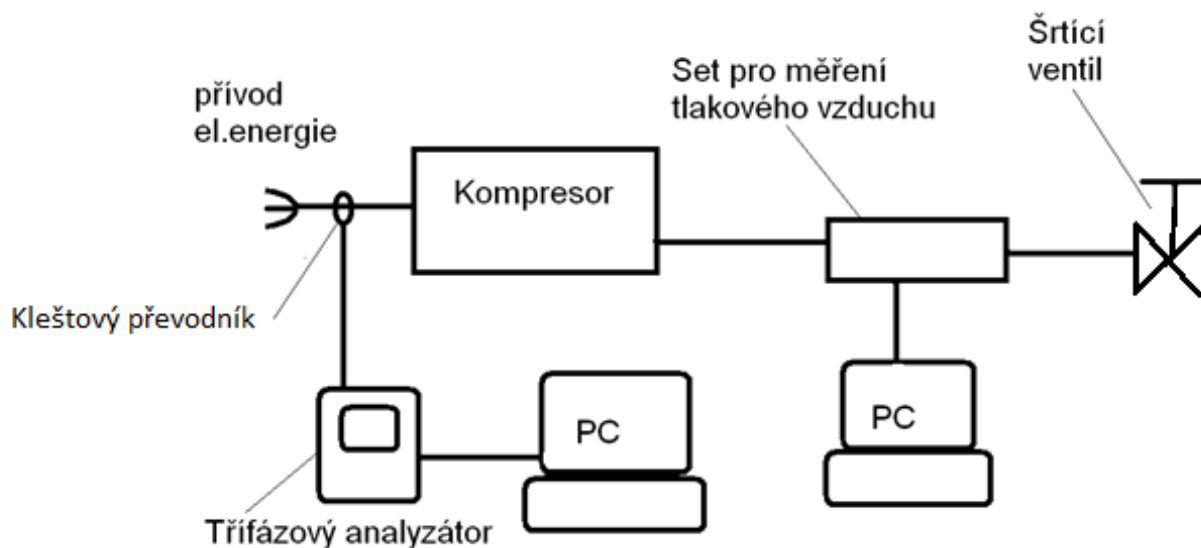 přívod
el.energie
Kompresor
Set pro měření
tlakového vzduchu
Šrtící
ventil
Kleštový převodník
Třífázový analyzátor
PC
PC